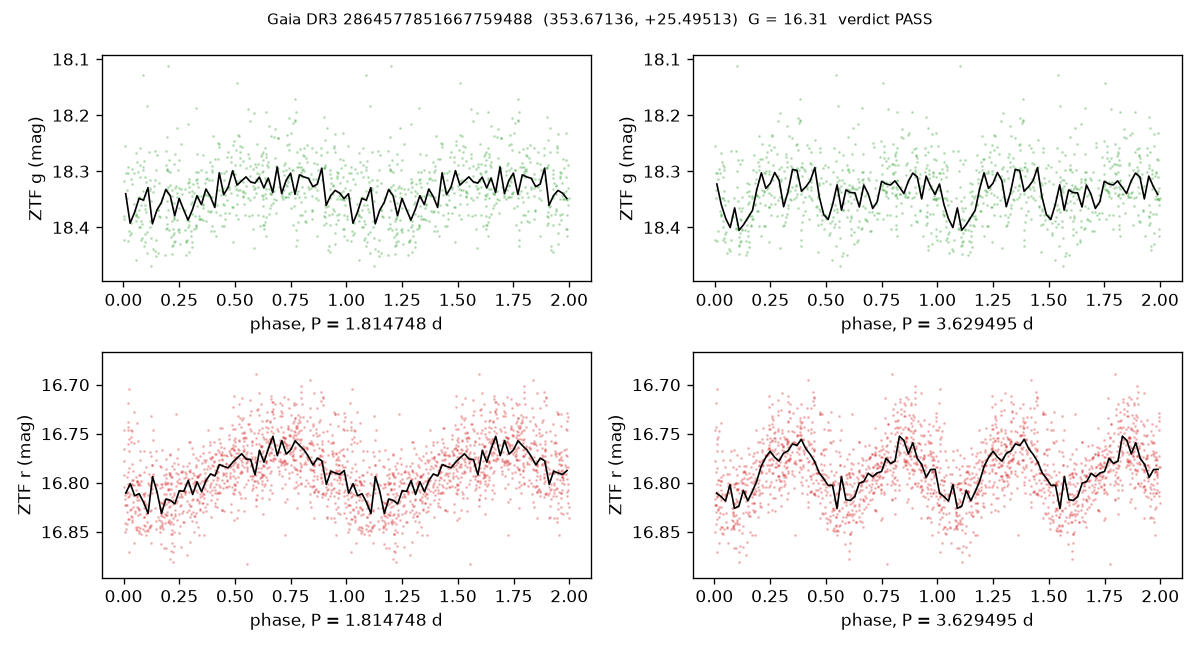 Gaia DR3 2864577851667759488  (353.67136, +25.49513)  G = 16.31  verdict PASS
ZTF g (mag)
18.1
18.2
18.3
18.4
0.00 0.25 0.50 0.75 1.00 1.25 1.50 1.75 2.00
phase, P = 1.814748 d
ZTF g (mag)
18.1
18.2
18.3
18.4
0.00 0.25 0.50 0.75 1.00 1.25 1.50 1.75 2.00
phase, P = 3.629495 d
ZTF r (mag)
16.70
16.75
16.80
16.85
0.00 0.25 0.50 0.75 1.00 1.25 1.50 1.75 2.00
phase, P = 1.814748 d
ZTF r (mag)
16.70
16.75
16.80
16.85
0.00 0.25 0.50 0.75 1.00 1.25 1.50 1.75 2.00
phase, P = 3.629495 d